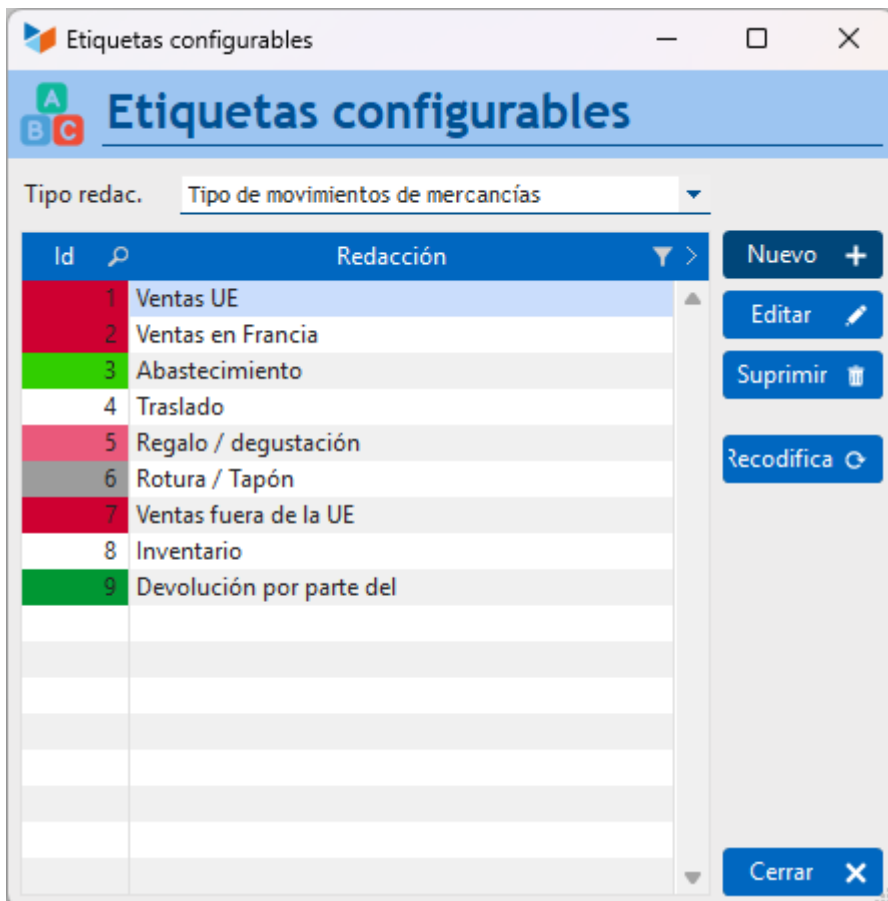 Etiquetas configurables
A
B C
Etiquetas configurables
Tipo redac. Tipo de movimientos de mercancías
Id Redacción
Nuevo
1 Ventas UE
2 Ventas en Francia
Editar
3 Abastecimiento
Suprimir
4 Traslado
5 Regalo / degustación
Recodifica
6 Rotura / Tapón
7 Ventas fuera de la UE
8 Inventario
9 Devolución por parte del
Cerrar